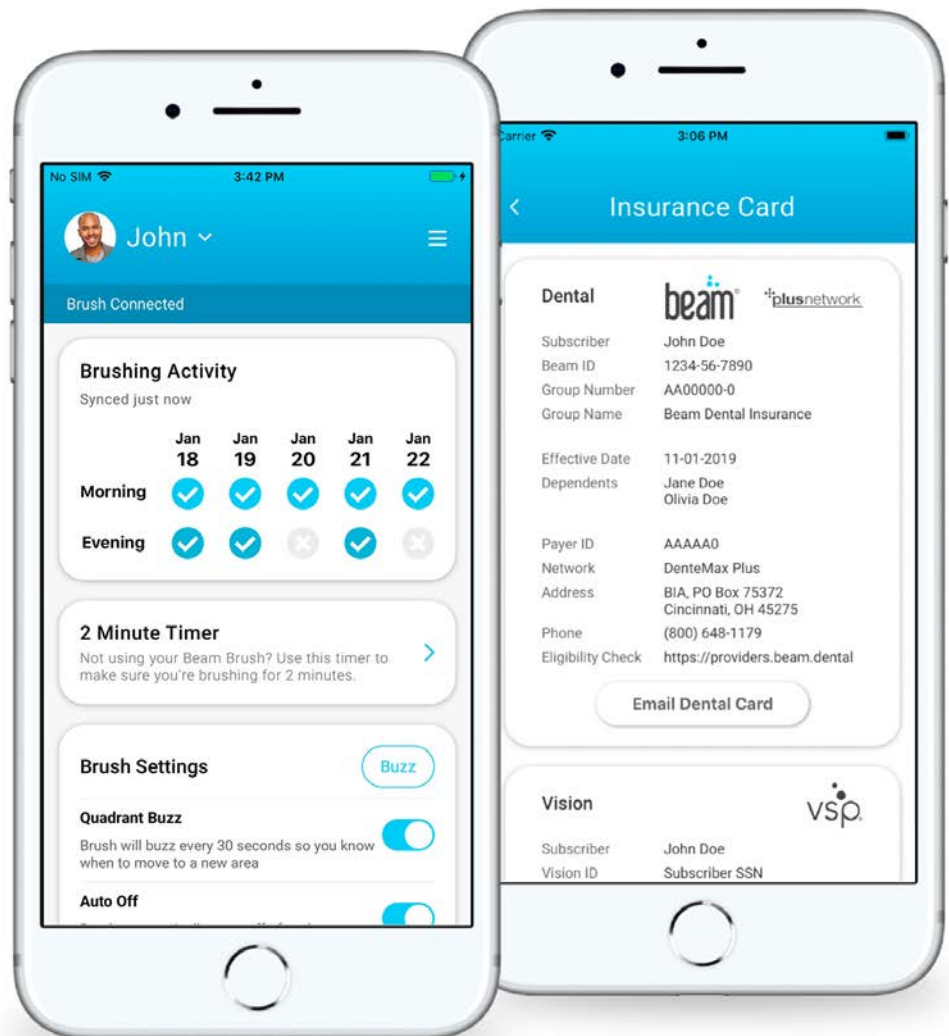 No SIM 3:42 PM
John
Brush Connected
Brushing Activity
Synced just now
Jan Jan Jan Jan Jan
18 19 20 21 22
Morning
Evening
2 Minute Timer
Not using your Beam Brush? Use this timer to
make sure you're brushing for 2 minutes.
Brush Settings Buzz
Quadrant Buzz
Brush will buzz every 30 seconds so you know
when to move to a new area
Auto Off
Carrier 3:06 PM
Insurance Card
Dental beam® plusnetwork
Subscriber John Doe
Beam ID 1234-56-7890
Group Number AA00000-0
Group Name Beam Dental Insurance
Effective Date 11-01-2019
Dependents Jane Doe
Olivia Doe
Payer ID AAAAA0
Network DenteMax Plus
Address BIA, PO Box 75372
Cincinnati, OH 45275
Phone (800) 648-1179
Eligibility Check https://providers.beam.dental
Email Dental Card
Vision vsp.
Subscriber John Doe
Vision ID Subscriber SSN